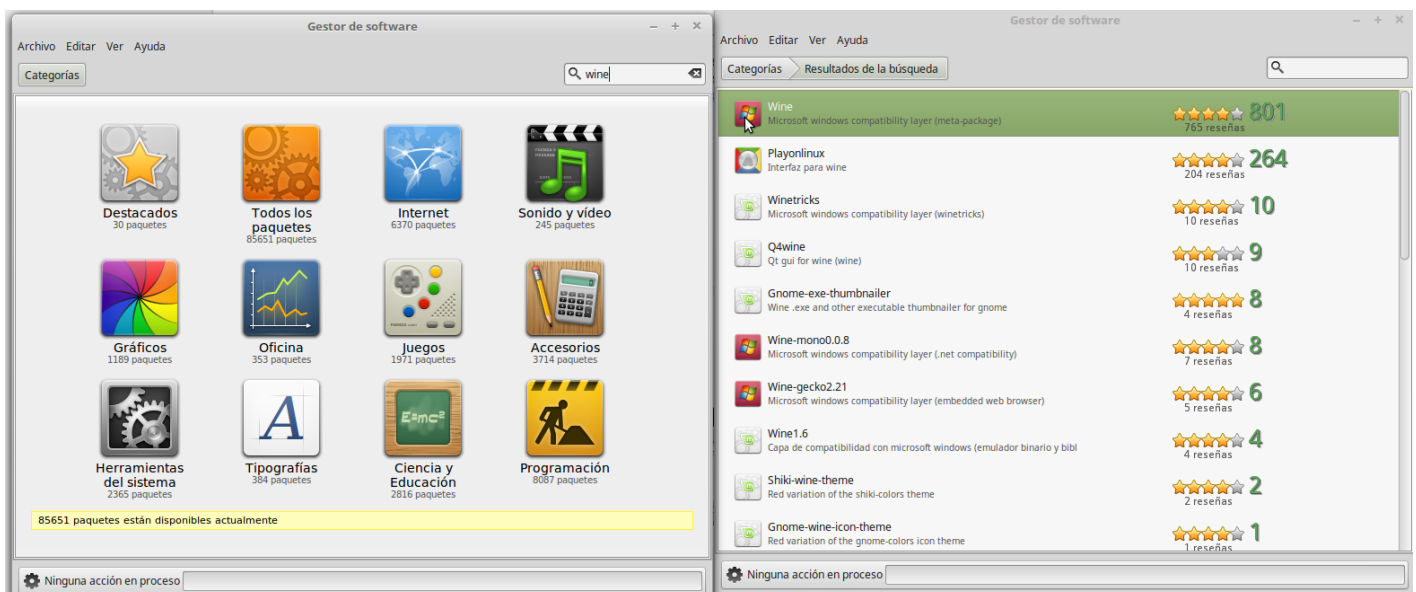 Gestor de software
Archivo Editar Ver Ayuda
Categorías
wine
Destacados
30 paquetes
Todos los
paquetes
85651 paquetes
Internet
6370 paquetes
Sonido y vídeo
245 paquetes
Gráficos
1189 paquetes
Oficina
353 paquetes
Juegos
1971 paquetes
Accesorios
3714 paquetes
Herramientas
del sistema
2365 paquetes
Tipografías
384 paquetes
Ciencia y
Educación
2816 paquetes
Programación
8087 paquetes
85651 paquetes están disponibles actualmente
Ninguna acción en proceso
Gestor de software
Archivo Editar Ver Ayuda
Categorías Resultados de la búsqueda
Wine
Microsoft windows compatibility layer (meta-package)
801
765 reseñas
Playonlinux
Interfaz para wine
264
204 reseñas
Winetricks
Microsoft windows compatibility layer (winetricks)
10
10 reseñas
Q4wine
Qt gui for wine (wine)
9
10 reseñas
Gnome-exe-thumbnailer
Wine .exe and other executable thumbnailer for gnome
8
4 reseñas
Wine-mono0.0.8
Microsoft windows compatibility layer (.net compatibility)
8
7 reseñas
Wine-gecko2.21
Microsoft windows compatibility layer (embedded web browser)
6
5 reseñas
Wine1.6
Capa de compatibilidad con microsoft windows (emulador binario y bibl
4
4 reseñas
Shiki-wine-theme
Red variation of the shiki-colors theme
2
2 reseñas
Gnome-wine-icon-theme
Red variation of the gnome-colors icon theme
1
1 reseñas
Ninguna acción en proceso
E=mc²
A